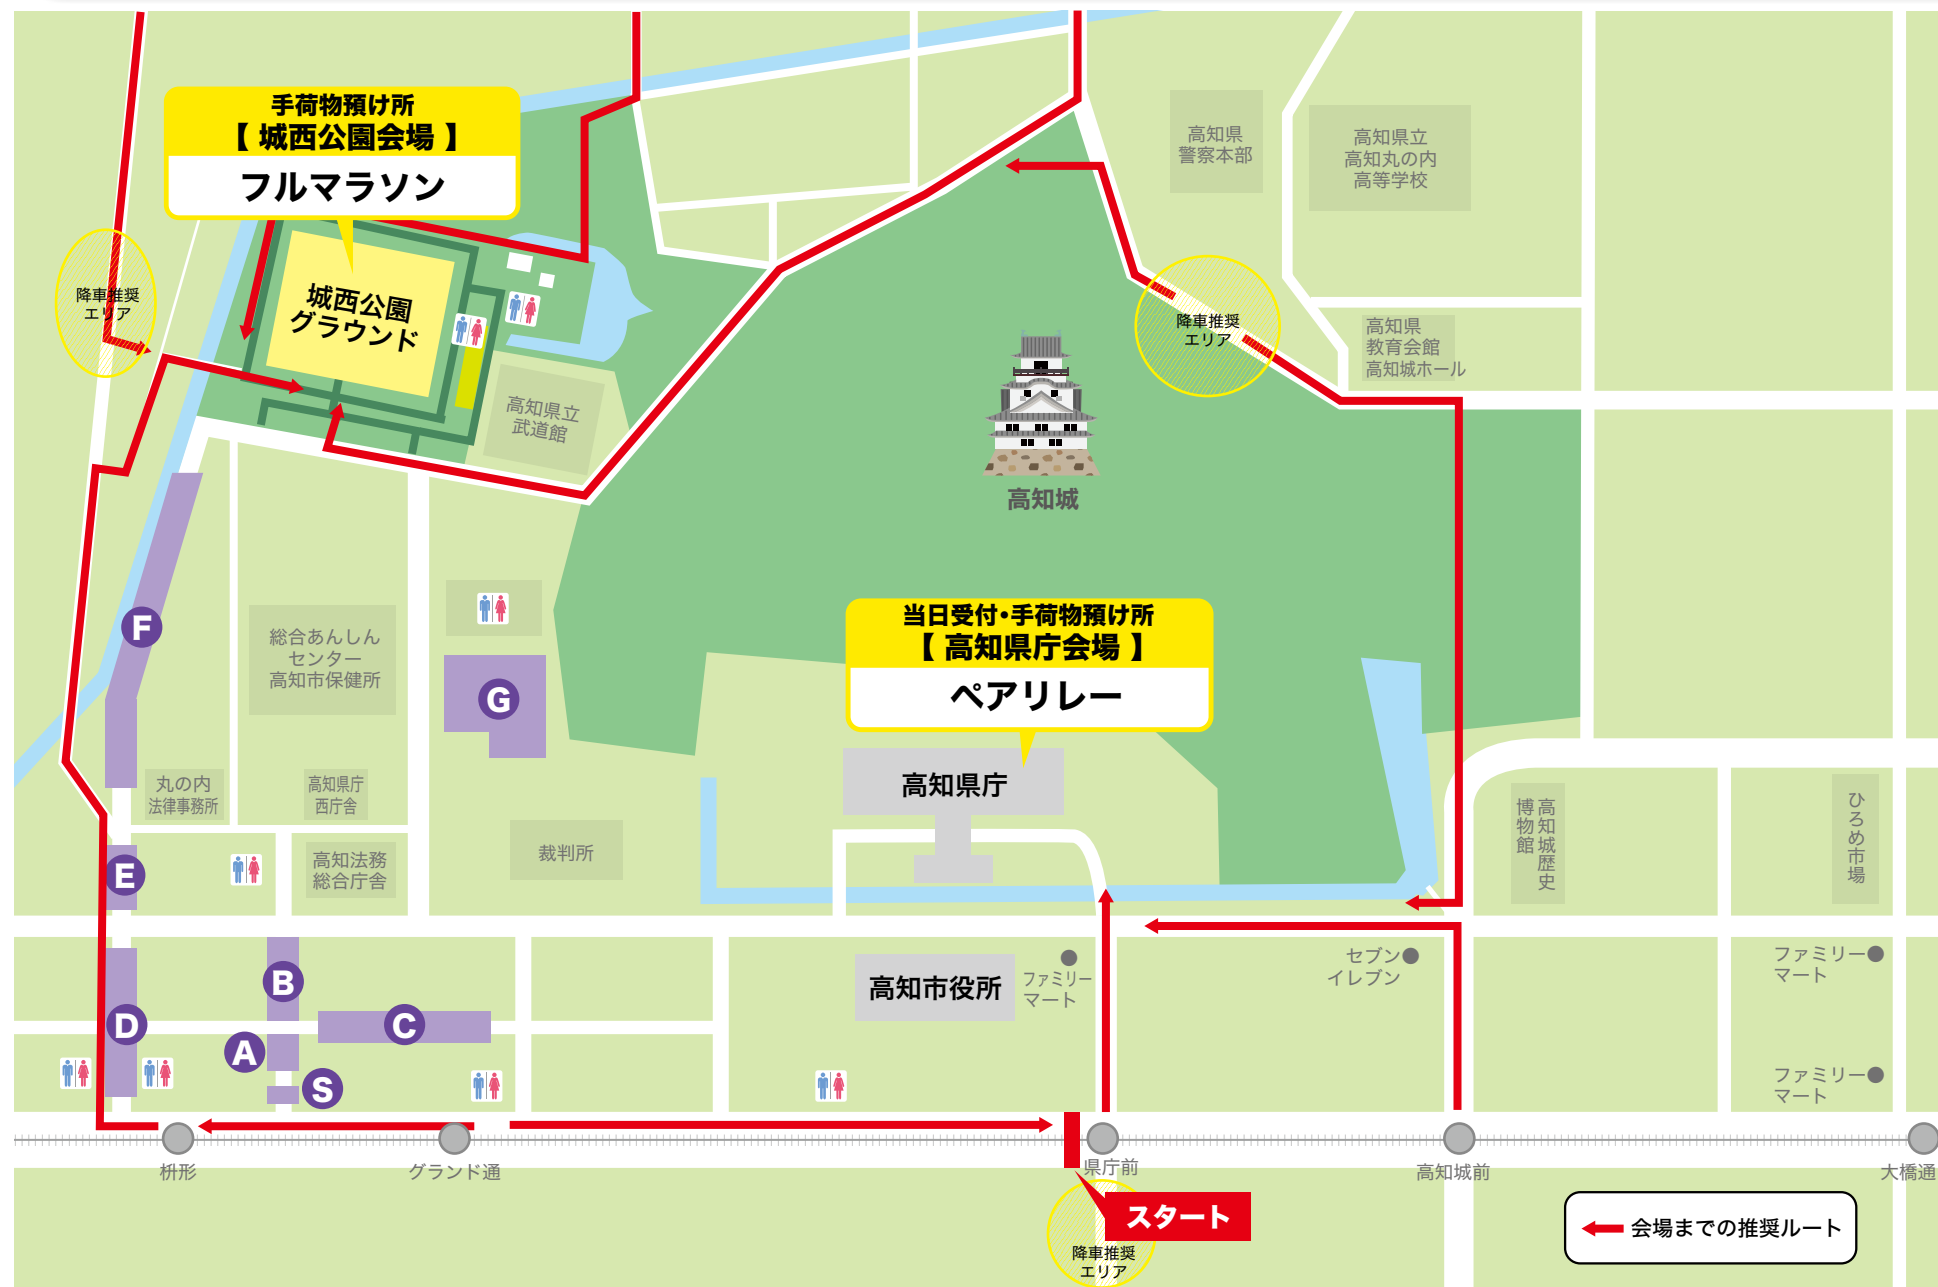 手荷物預け所
【 城西公園会場 】
フルマラソン
高知県
警察本部
高知県立
高知丸の内
高等学校
降車推奨
エリア
城西公園
グラウンド
降車推奨
エリア
高知県
教育会館
高知城ホール
高知県立
武道館
高知城
F
総合あんしん
センター
高知市保健所
G
当日受付・手荷物預け所
【 高知県庁会場 】
ペアリレー
高知県庁
丸の内
法律事務所
高知県庁
西庁舎
高知城歴史
博物館
ひろめ市場
E
高知法務
総合庁舎
裁判所
B
高知市役所
ファミリー
マート
セブン
イレブン
ファミリー
マート
D
C
A
S
ファミリー
マート
枡形
グランド通
県庁前
高知城前
大橋通
スタート
降車推奨
エリア
会場までの推奨ルート